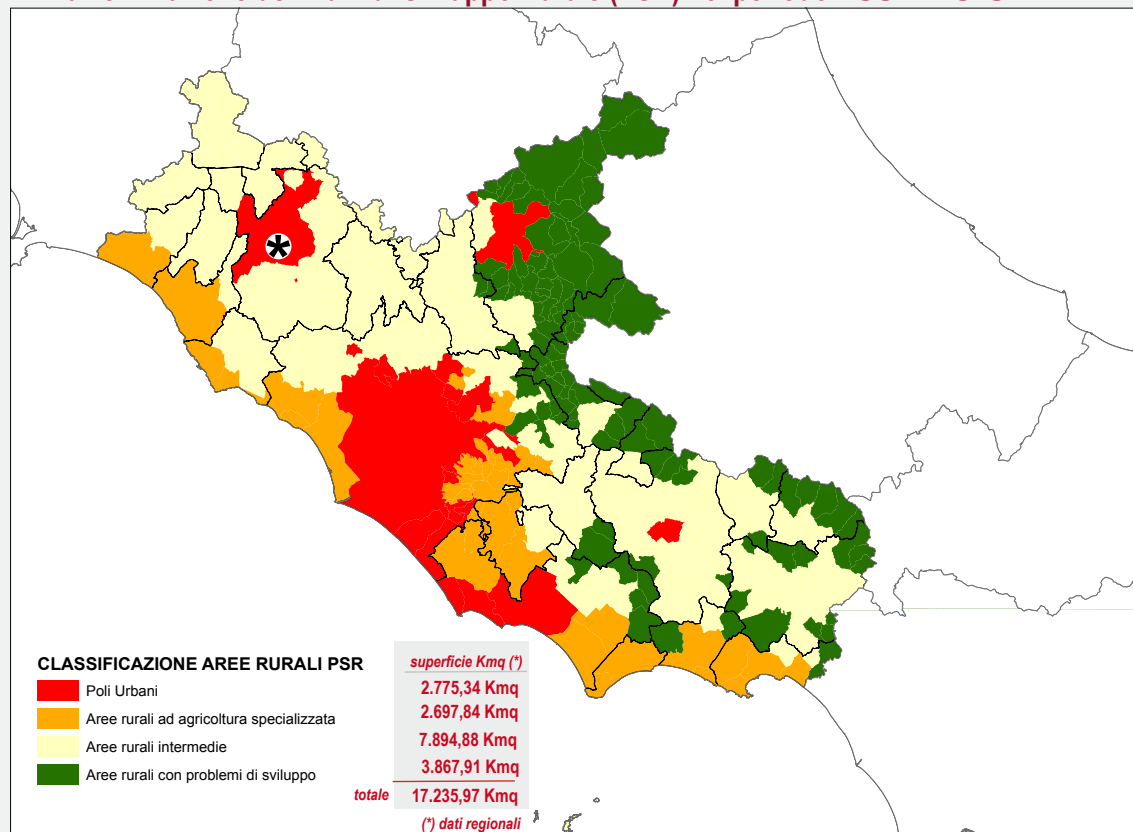 CLASSIFICAZIONE AREE RURALI PSR
superficie Kmq (*)
Poli Urbani
2.775,34 Kmq
Aree rurali ad agricoltura specializzata
2.697,84 Kmq
Aree rurali intermedie
7.894,88 Kmq
Aree rurali con problemi di sviluppo
3.867,91 Kmq
totale 17.235,97 Kmq
(*) dati regionali